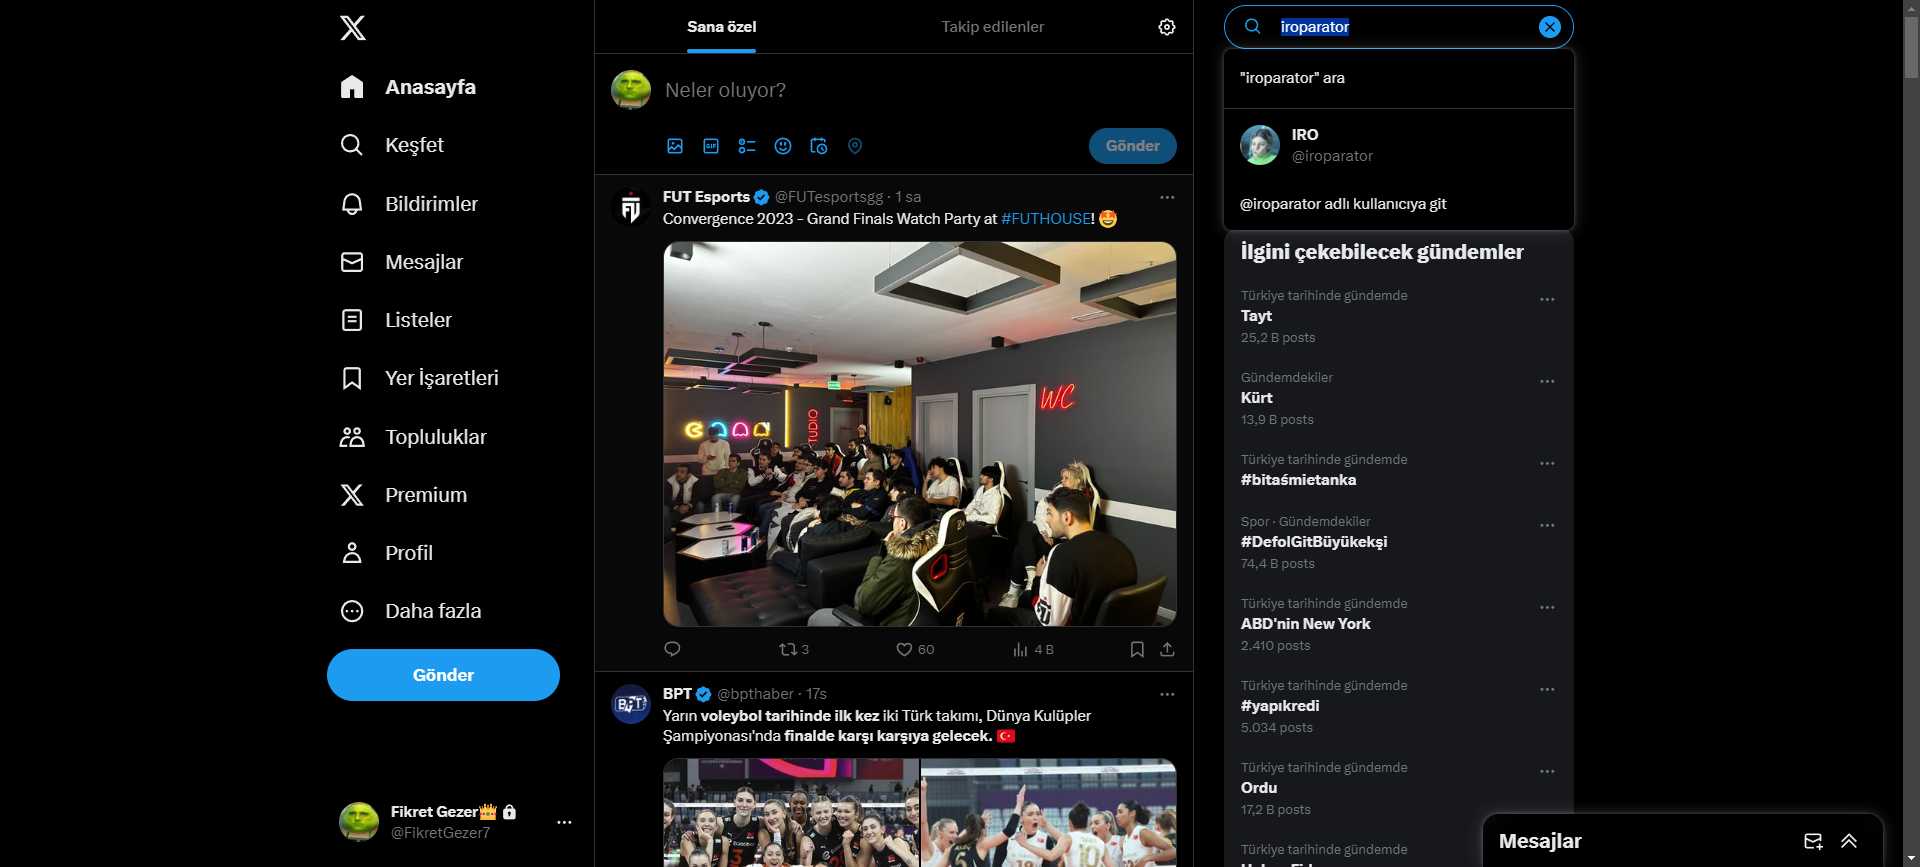 Anasayfa
Keşfet
Bildirimler
Mesajlar
Listeler
Yer İşaretleri
Topluluklar
Premium
Profil
Daha fazla
Gönder
Fikret Gezer👑
@FikretGezer7
Sana özel
Takip edilenler
Neler oluyor?
GIF
Gönder
FUT Esports @FUTesportsgg · 1 sa
Convergence 2023 - Grand Finals Watch Party at #FUTHOUSE! 🤩
WC
3
60
4 B
BPT @bpthaber · 17s
Yarın voleybol tarihinde ilk kez iki Türk takımı, Dünya Kulüpler
Şampiyonası'nda finalde karşı karşıya gelecek. 🇹🇷
iroparator
"iroparator" ara
IRO
@iroparator
@iroparator adlı kullanıcıya git
İlgini çekebilecek gündemler
Türkiye tarihinde gündemde
Tayt
25,2 B posts
Gündemdekiler
Kürt
13,9 B posts
Türkiye tarihinde gündemde
#bitaśmietanka
Spor · Gündemdekiler
#DefolGitBüyükekşi
74,4 B posts
Türkiye tarihinde gündemde
ABD'nin New York
2.410 posts
Türkiye tarihinde gündemde
#yapıkredi
5.034 posts
Türkiye tarihinde gündemde
Ordu
17,2 B posts
Türkiye tarihinde gündemde
Mesajlar